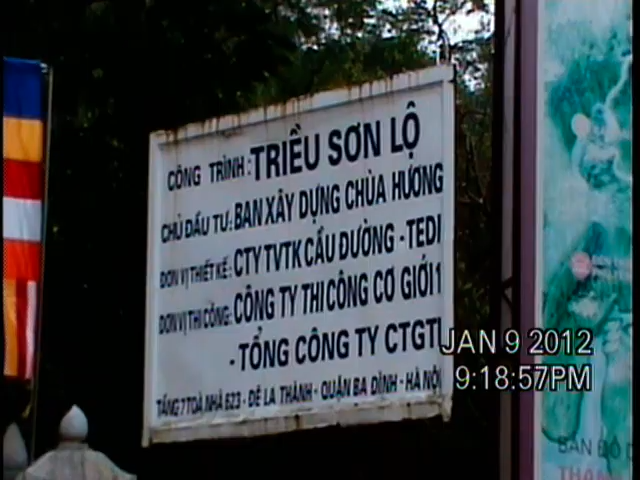 CÔNG TRÌNH: TRIỀU SƠN LỘ
CHỦ ĐẦU TƯ: BAN XÂY DỰNG CHÙA HƯƠNG
ĐƠN VỊ THIẾT KẾ: CTY TVTK CẦU ĐƯỜNG - TEDI
ĐƠN VỊ THI CÔNG: CÔNG TY THI CÔNG CƠ GIỚI 1
- TỔNG CÔNG TY CTGT1
TẦNG 7 TOÀ NHÀ 623 - ĐÊ LA THÀNH - QUẬN BA ĐÌNH - HÀ NỘI
JAN 9 2012
9:18:57PM
BẢN ĐỒ